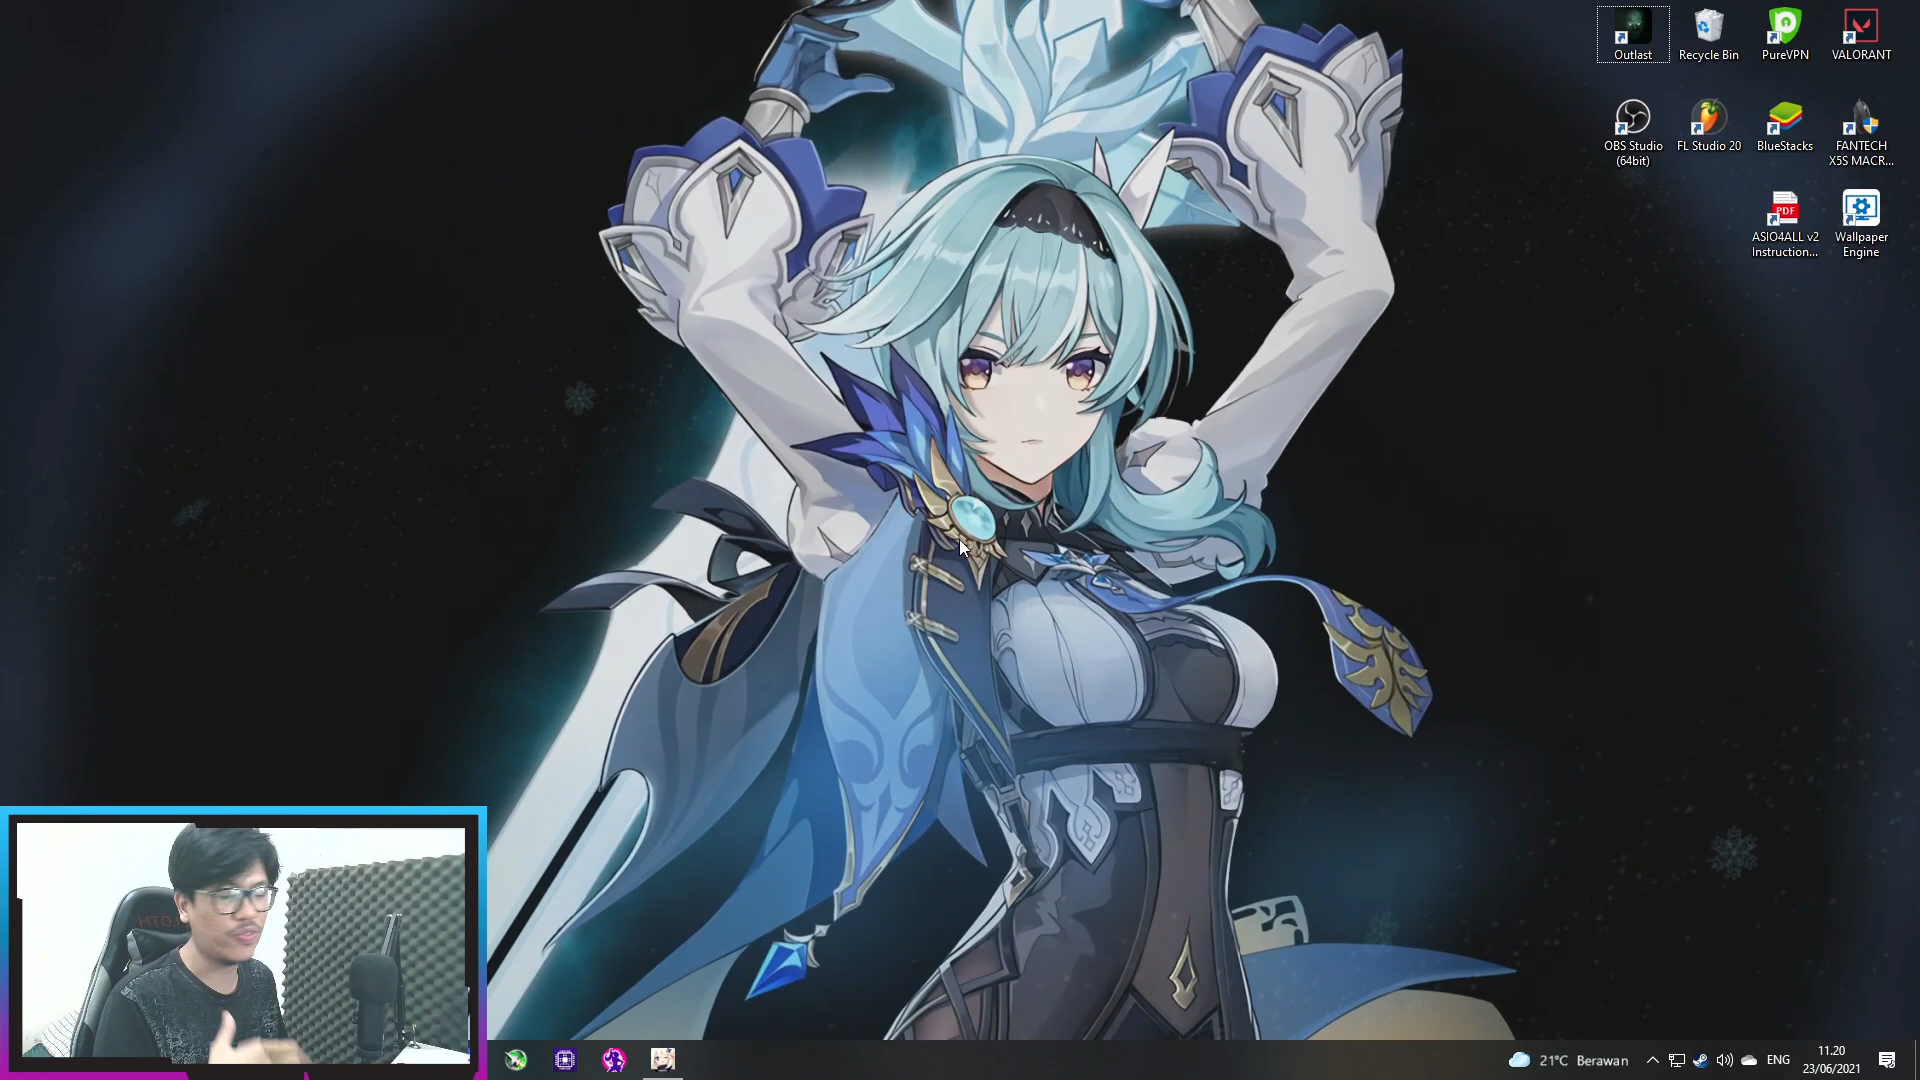 Outlast
Recycle Bin
PureVPN
VALORANT
OBS Studio
(64bit)
FL Studio 20
BlueStacks
FANTECH
X5S MACR...
PDF
ASIO4ALL v2
Instruction...
Wallpaper
Engine
21°C Berawan
ENG
11.20
23/06/2021